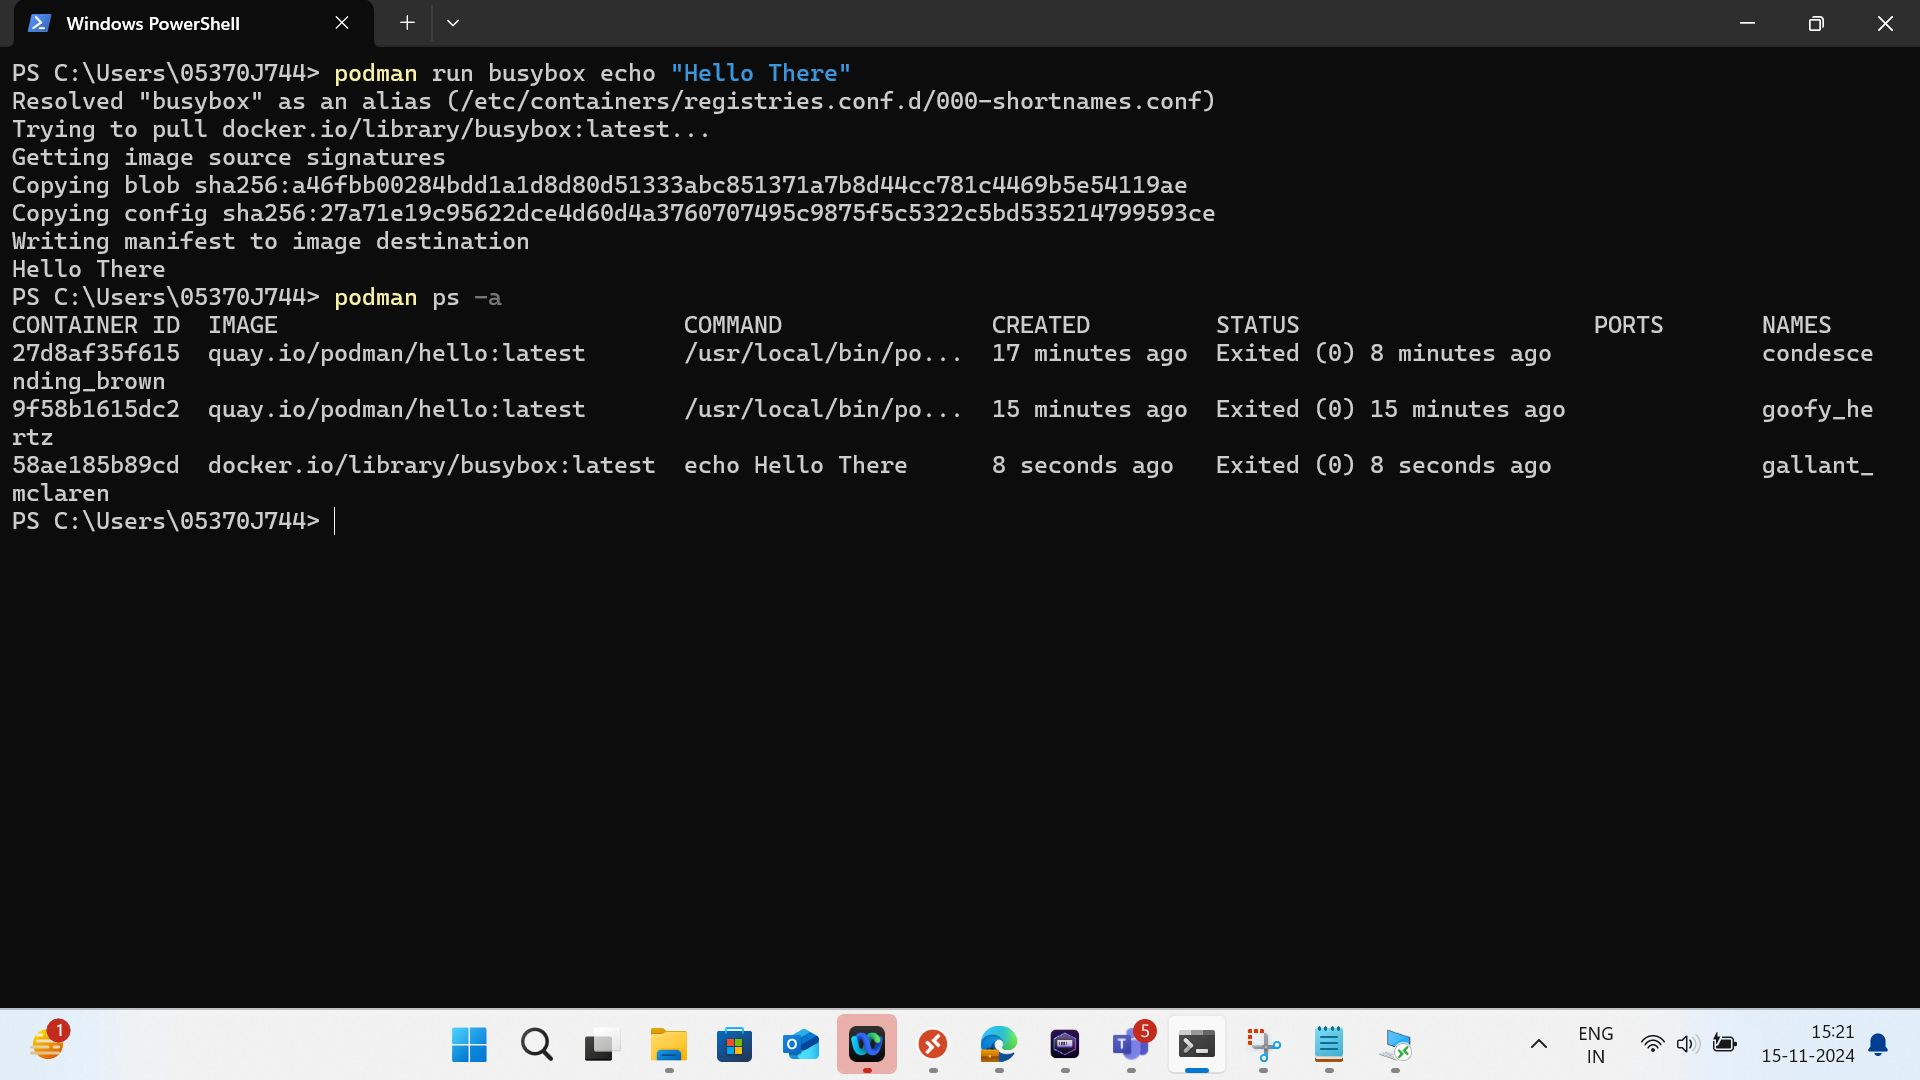 Windows PowerShell
PS C:\Users\05370J744> podman run busybox echo "Hello There"
Resolved "busybox" as an alias (/etc/containers/registries.conf.d/000-shortnames.conf)
Trying to pull docker.io/library/busybox:latest...
Getting image source signatures
Copying blob sha256:a46fbb00284bdd1a1d8d80d51333abc851371a7b8d44cc781c4469b5e54119ae
Copying config sha256:27a71e19c95622dce4d60d4a3760707495c9875f5c5322c5bd535214799593ce
Writing manifest to image destination
Hello There
PS C:\Users\05370J744> podman ps -a
CONTAINER ID  IMAGE                             COMMAND               CREATED         STATUS                     PORTS       NAMES
27d8af35f615  quay.io/podman/hello:latest       /usr/local/bin/po...  17 minutes ago  Exited (0) 8 minutes ago               condesce
nding_brown
9f58b1615dc2  quay.io/podman/hello:latest       /usr/local/bin/po...  15 minutes ago  Exited (0) 15 minutes ago              goofy_he
rtz
58ae185b89cd  docker.io/library/busybox:latest  echo Hello There      8 seconds ago   Exited (0) 8 seconds ago               gallant_
mclaren
PS C:\Users\05370J744>
1
5
ENG
IN
15:21
15-11-2024